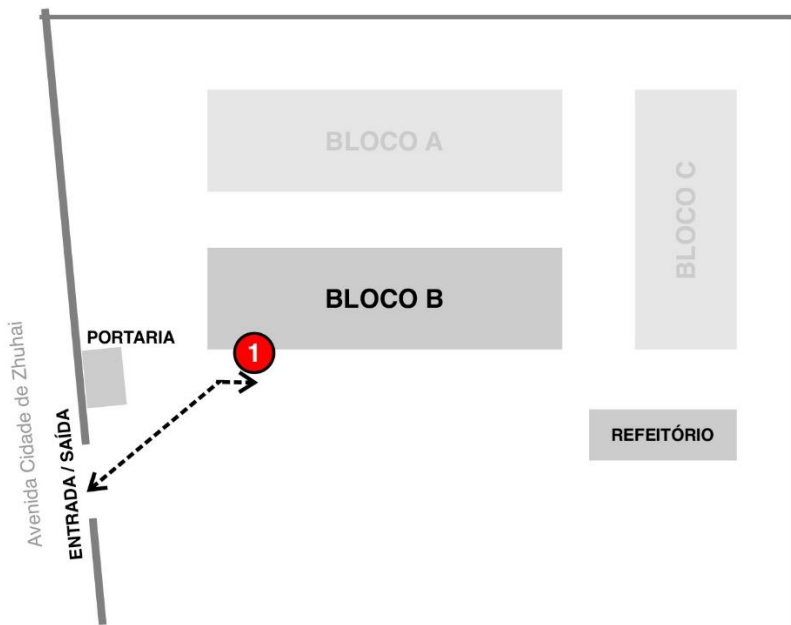 BLOCO A
BLOCO C
BLOCO B
PORTARIA
1
Avenida Cidade de Zhuhai
ENTRADA / SAÍDA
REFEITÓRIO